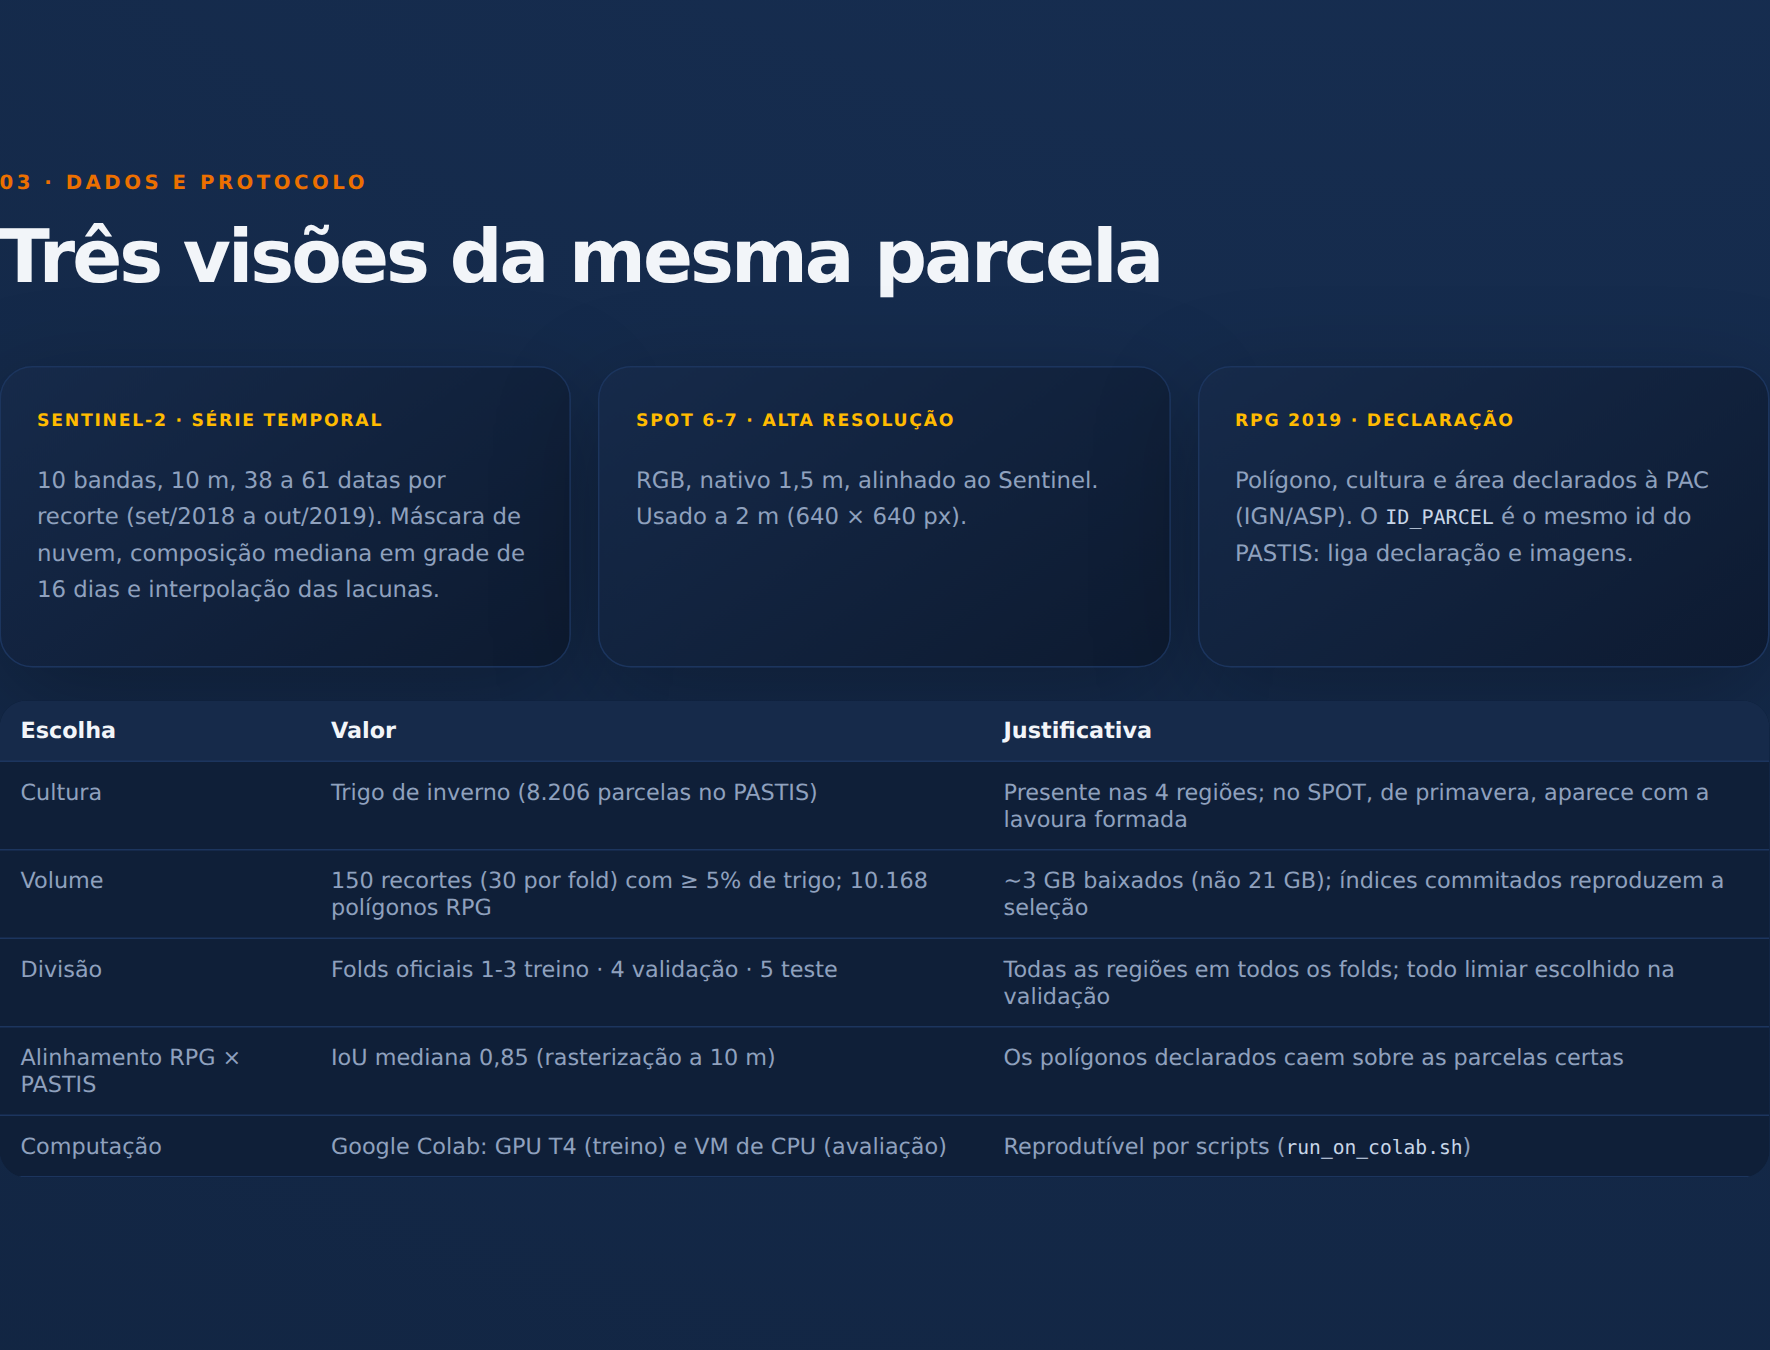 03 · DADOS E PROTOCOLO
Três visões da mesma parcela
SENTINEL-2 · SÉRIE TEMPORAL
10 bandas, 10 m, 38 a 61 datas por
recorte (set/2018 a out/2019). Máscara de
nuvem, composição mediana em grade de
16 dias e interpolação das lacunas.
SPOT 6-7 · ALTA RESOLUÇÃO
RGB, nativo 1,5 m, alinhado ao Sentinel.
Usado a 2 m (640 × 640 px).
RPG 2019 · DECLARAÇÃO
Polígono, cultura e área declarados à PAC
(IGN/ASP). O ID_PARCEL é o mesmo id do
PASTIS: liga declaração e imagens.
Escolha
Valor
Justificativa
Cultura
Trigo de inverno (8.206 parcelas no PASTIS)
Presente nas 4 regiões; no SPOT, de primavera, aparece com a
lavoura formada
Volume
150 recortes (30 por fold) com ≥ 5% de trigo; 10.168
polígonos RPG
~3 GB baixados (não 21 GB); índices commitados reproduzem a
seleção
Divisão
Folds oficiais 1-3 treino · 4 validação · 5 teste
Todas as regiões em todos os folds; todo limiar escolhido na
validação
Alinhamento RPG ×
PASTIS
IoU mediana 0,85 (rasterização a 10 m)
Os polígonos declarados caem sobre as parcelas certas
Computação
Google Colab: GPU T4 (treino) e VM de CPU (avaliação)
Reprodutível por scripts (run_on_colab.sh)